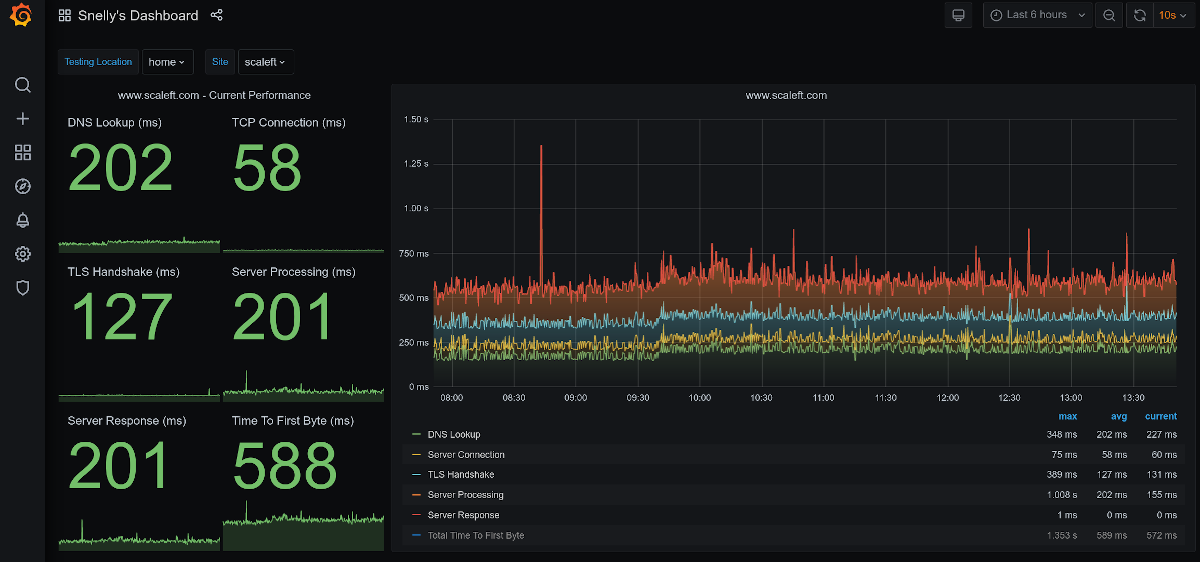 Snelly's Dashboard
Last 6 hours
10s
Testing Location home Site scaleft
www.scaleft.com - Current Performance
DNS Lookup (ms) TCP Connection (ms)
202 58
TLS Handshake (ms) Server Processing (ms)
127 201
Server Response (ms) Time To First Byte (ms)
201 588
www.scaleft.com
1.50 s
1.25 s
1.00 s
750 ms
500 ms
250 ms
0 ms
08:00 08:30 09:00 09:30 10:00 10:30 11:00 11:30 12:00 12:30 13:00 13:30
max avg current
DNS Lookup 348 ms 202 ms 227 ms
Server Connection 75 ms 58 ms 60 ms
TLS Handshake 389 ms 127 ms 131 ms
Server Processing 1.008 s 202 ms 155 ms
Server Response 1 ms 0 ms 0 ms
Total Time To First Byte 1.353 s 589 ms 572 ms